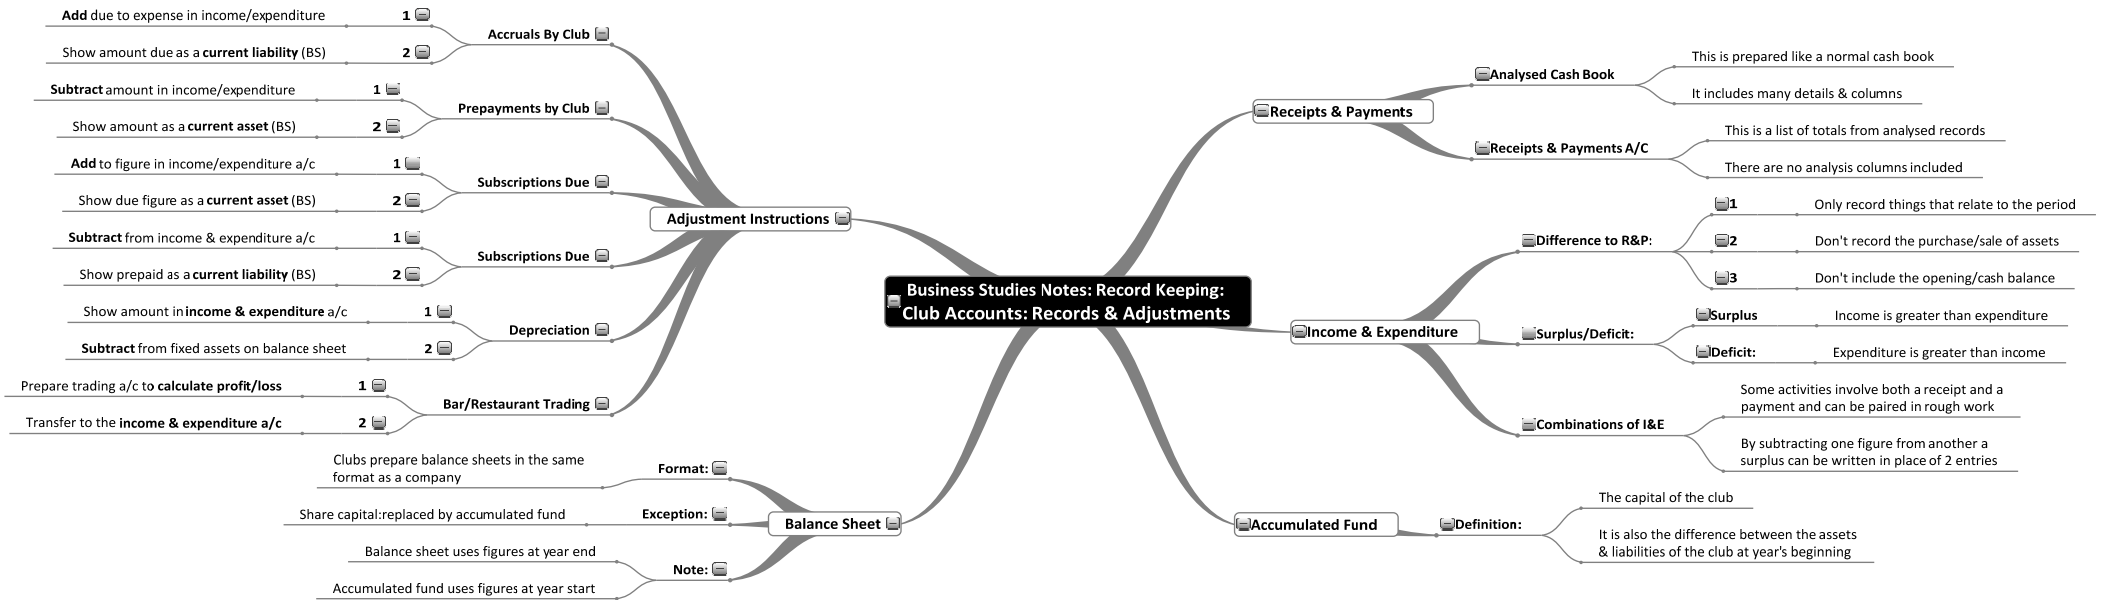 Business Studies Notes: Record Keeping:
Club Accounts: Records & Adjustments
Receipts & Payments
Analysed Cash Book
This is prepared like a normal cash book
It includes many details & columns
Receipts & Payments A/C
This is a list of totals from analysed records
There are no analysis columns included
Income & Expenditure
Difference to R&P:
1
Only record things that relate to the period
2
Don't record the purchase/sale of assets
3
Don't include the opening/cash balance
Surplus/Deficit:
Surplus
Income is greater than expenditure
Deficit:
Expenditure is greater than income
Combinations of I&E
Some activities involve both a receipt and a
payment and can be paired in rough work
By subtracting one figure from another a
surplus can be written in place of 2 entries
Accumulated Fund
Definition:
The capital of the club
It is also the difference between the assets
& liabilities of the club at year's beginning
Adjustment Instructions
Accruals By Club
1
Add due to expense in income/expenditure
2
Show amount due as a current liability (BS)
Prepayments by Club
1
Subtract amount in income/expenditure
2
Show amount as a current asset (BS)
Subscriptions Due
1
Add to figure in income/expenditure a/c
2
Show due figure as a current asset (BS)
Subscriptions Due
1
Subtract from income & expenditure a/c
2
Show prepaid as a current liability (BS)
Depreciation
1
Show amount in income & expenditure a/c
2
Subtract from fixed assets on balance sheet
Bar/Restaurant Trading
1
Prepare trading a/c to calculate profit/loss
2
Transfer to the income & expenditure a/c
Balance Sheet
Format:
Clubs prepare balance sheets in the same
format as a company
Exception:
Share capital:replaced by accumulated fund
Note:
Balance sheet uses figures at year end
Accumulated fund uses figures at year start